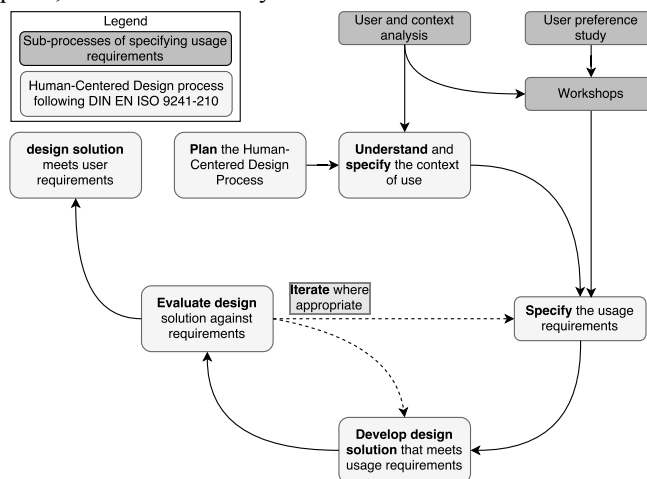 Legend
Sub-processes of specifying usage
requirements
Human-Centered Design process
following DIN EN ISO 9241-210
User and context
analysis
User preference
study
Workshops
design solution
meets user
requirements
Plan the Human-
Centered Design
Process
Understand and
specify the context
of use
Evaluate design
solution against
requirements
Iterate where
appropriate
Specify the usage
requirements
Develop design
solution that meets
usage requirements